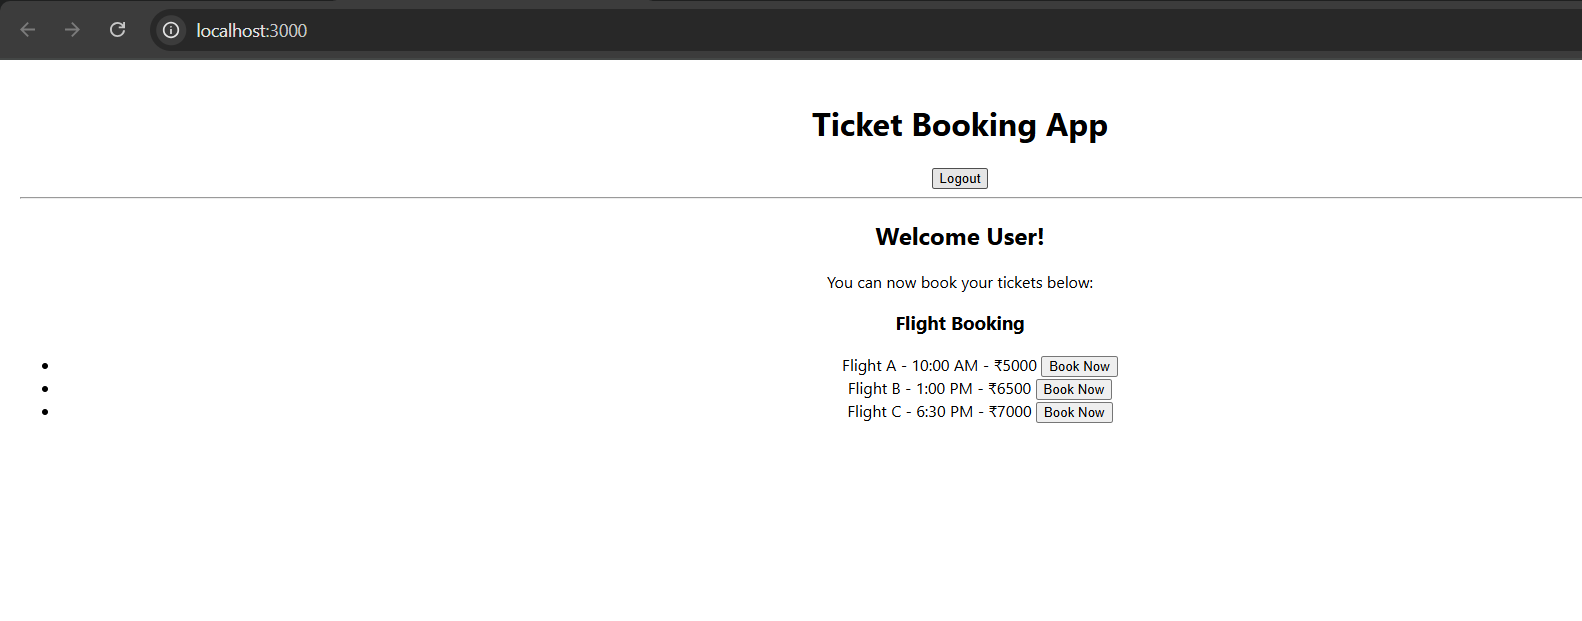 localhost:3000
Ticket Booking App
Logout
Welcome User!
You can now book your tickets below:
Flight Booking
• Flight A - 10:00 AM - ₹5000 Book Now
• Flight B - 1:00 PM - ₹6500 Book Now
• Flight C - 6:30 PM - ₹7000 Book Now